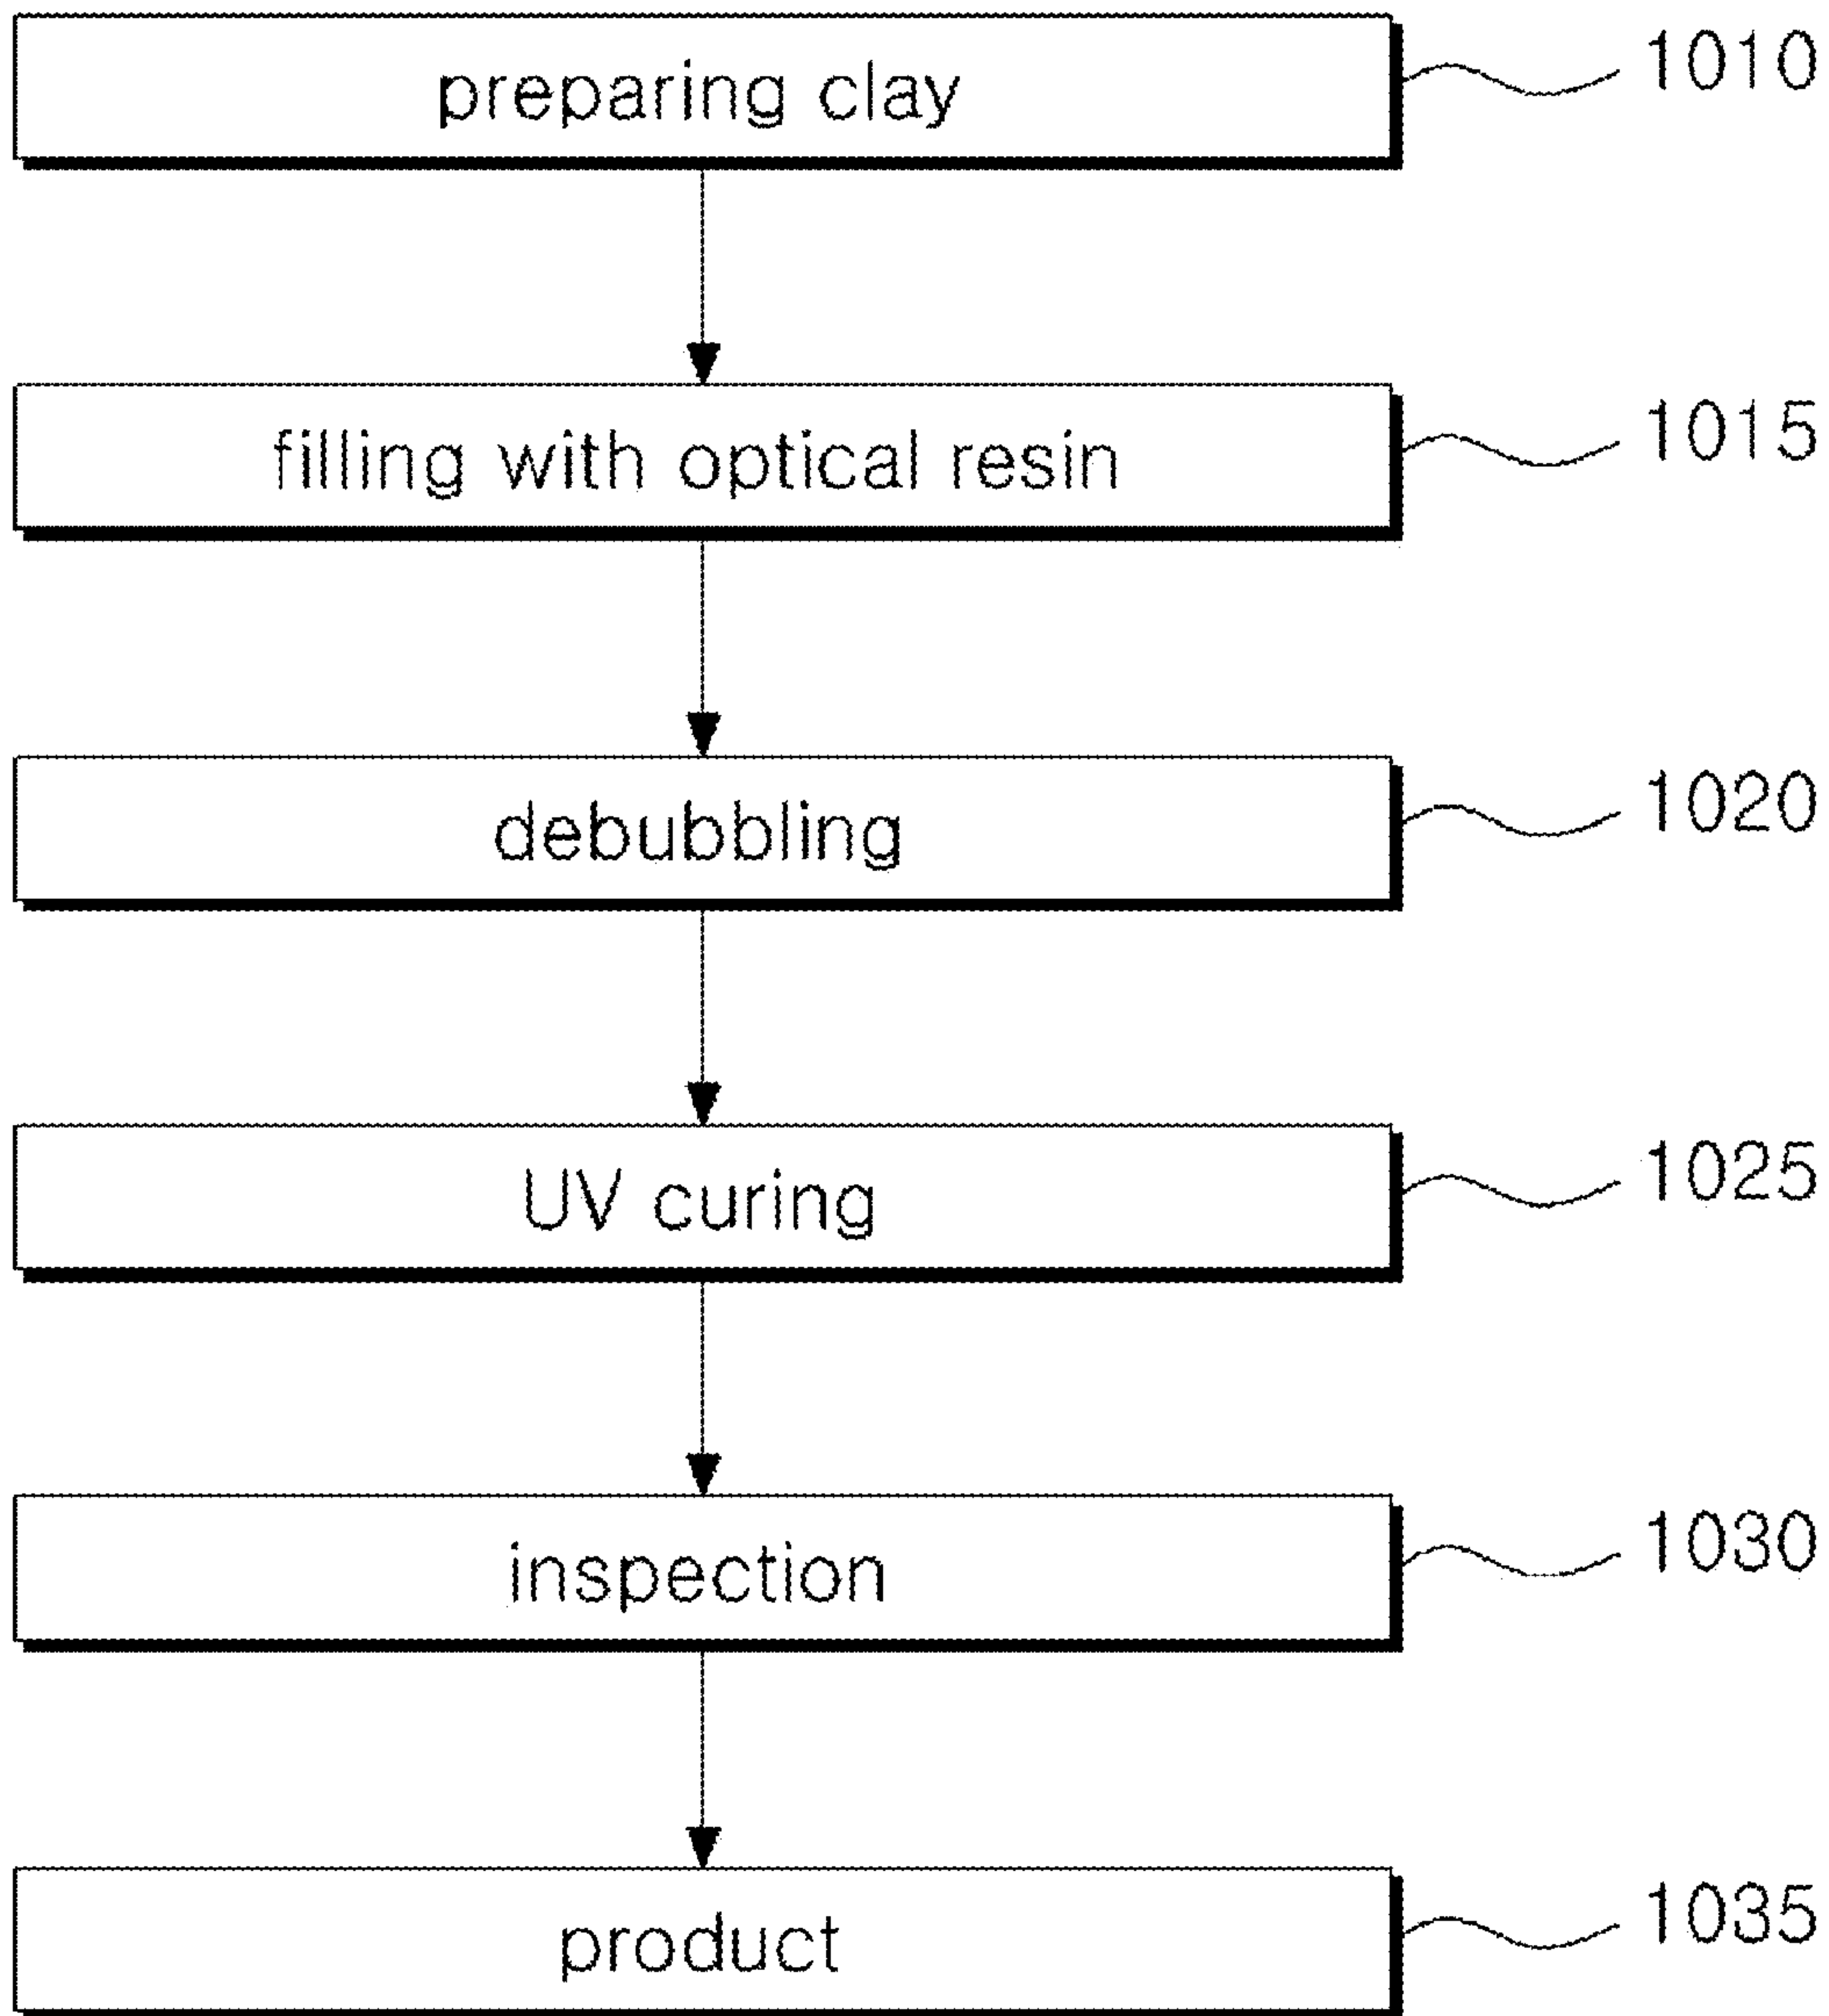 preparing clay 1010
filling with optical resin 1015
debubbling 1020
UV curing 1025
inspection 1030
product 1035